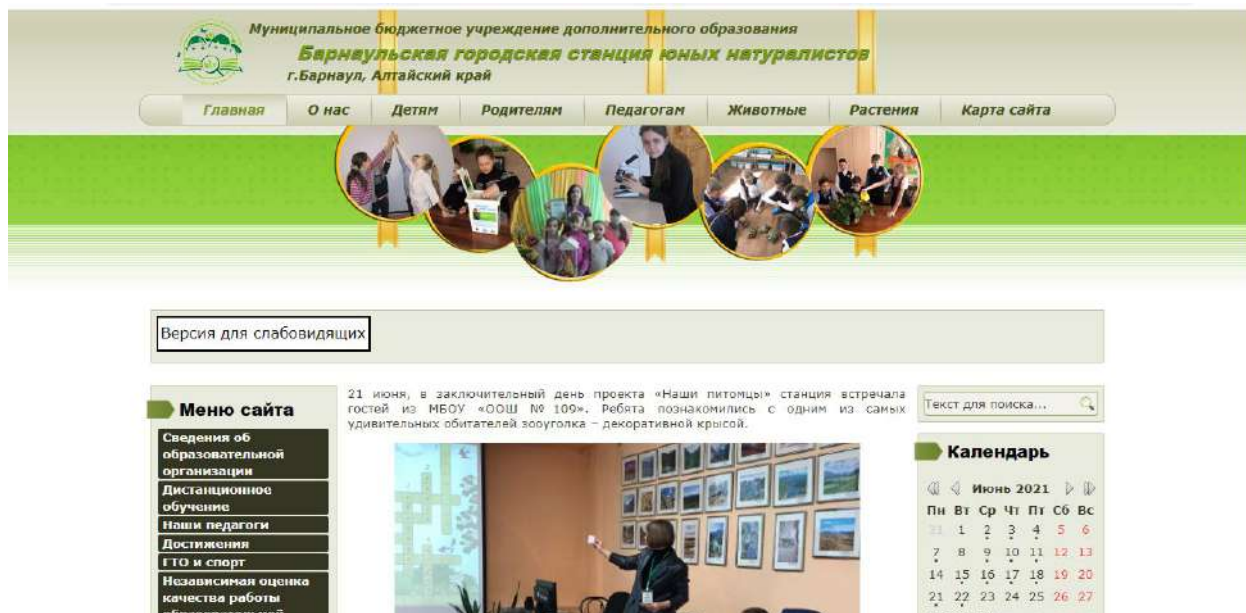 Муниципальное бюджетное учреждение дополнительного образования
Барнаульская городская станция юных натуралистов
г.Барнаул, Алтайский край
Главная О нас Детям Родителям Педагогам Животные Растения Карта сайта
Версия для слабовидящих
Меню сайта
Сведения об
образовательной
организации
Дистанционное
обучение
Наши педагоги
Достижения
ГТО и спорт
Независимая оценка
качества работы
21 июня, в заключительный день проекта «Наши питомцы» станция встречала
гостей из МБОУ «ООШ № 109». Ребята познакомились с одним из самых
удивительных обитателей зооуголка – декоративной крысой.
Текст для поиска...
Календарь
Июнь 2021
Пн Вт Ср Чт Пт Сб Вс
31 1 2 3 4 5 6
7 8 9 10 11 12 13
14 15 16 17 18 19 20
21 22 23 24 25 26 27